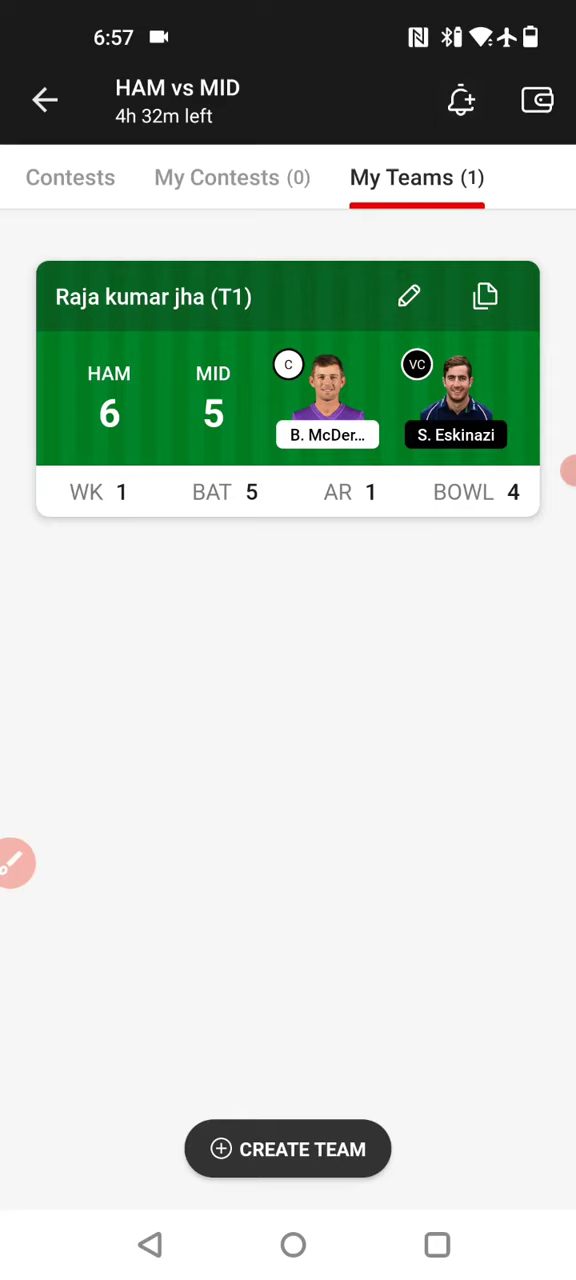 6:57
HAM vs MID
4h 32m left
Contests
My Contests (0)
My Teams (1)
Raja kumar jha (T1)
HAM
6
MID
5
C
B. McDer...
VC
S. Eskinazi
WK 1
BAT 5
AR 1
BOWL 4
CREATE TEAM